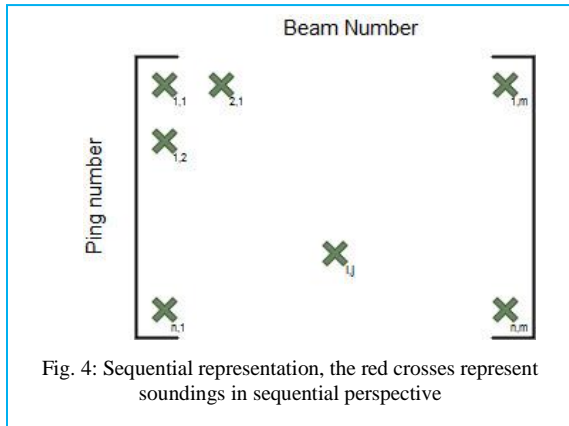 Beam Number
Ping number
1,1
2,1
1,m
1,2
i,j
n,1
n,m
Fig. 4: Sequential representation, the red crosses represent
soundings in sequential perspective